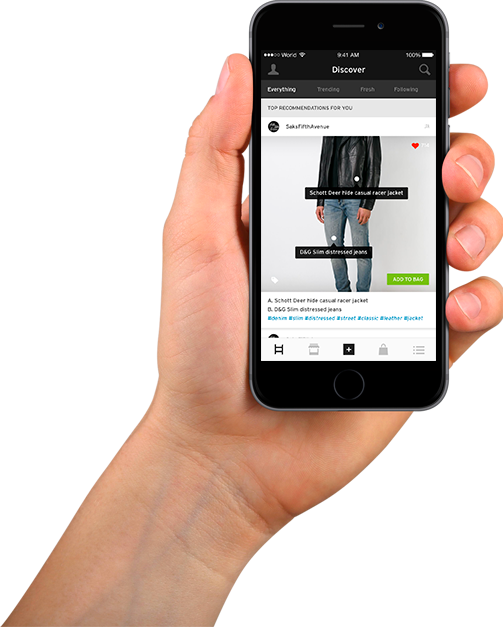 World 9:41 AM 100%
Discover
Everything Trending Fresh Following
TOP RECOMMENDATIONS FOR YOU
SaksFifthAvenue
Schott Deer hide casual racer jacket
D&G Slim distressed jeans
ADD TO BAG
A. Schott Deer hide casual racer jacket
B. D&G Slim distressed jeans
#denim #slim #distressed #street #classic #leather #jacket